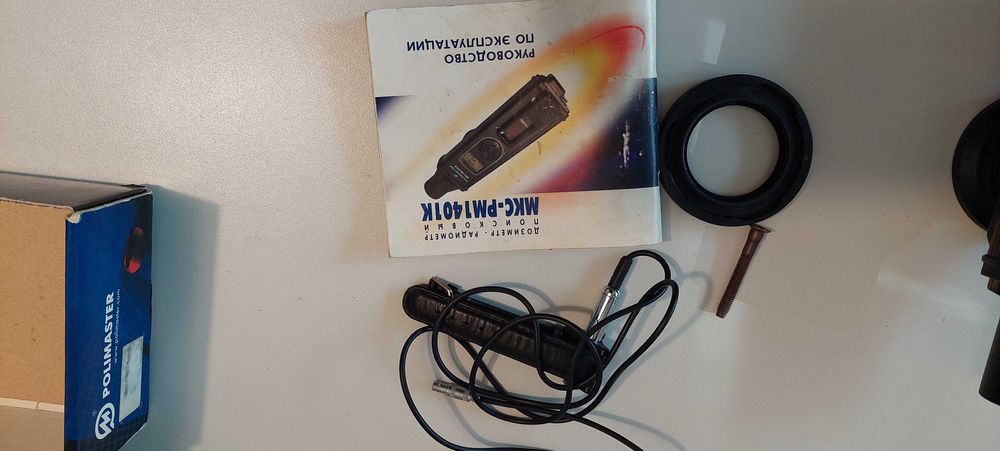 ДОЗИМЕТР - РАДИОМЕТР
ПОИСКОВЫЙ
МКС-РМ1401К
РУКОВОДСТВО
ПО ЭКСПЛУАТАЦИИ
POLIMASTER
www.polimaster.com